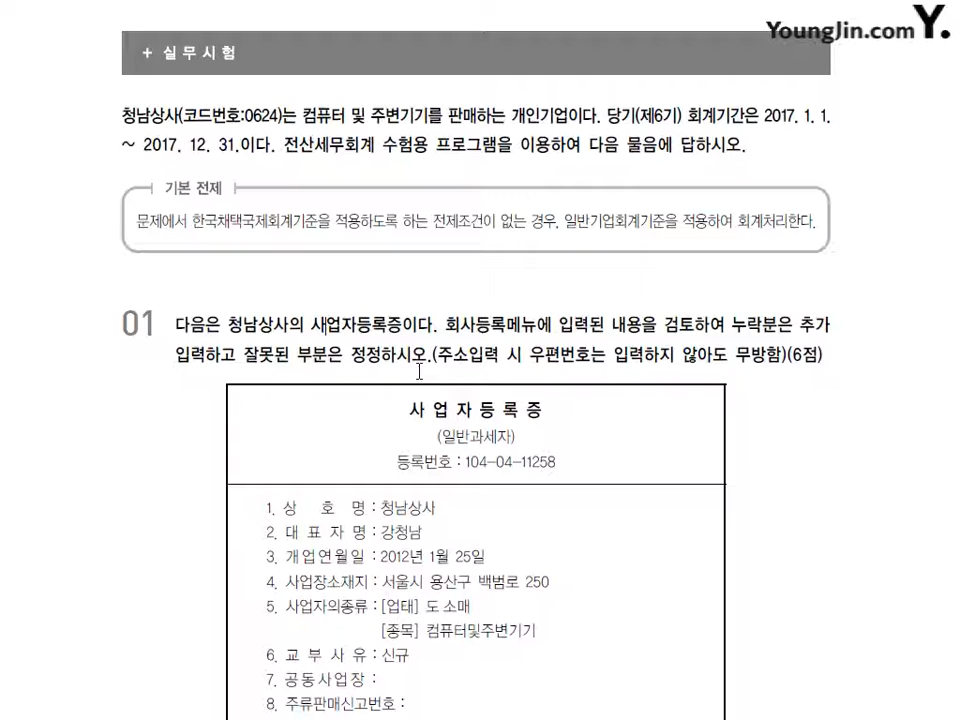 YoungJin.com Y.
+ 실무시험
청남상사(코드번호:0624)는 컴퓨터 및 주변기기를 판매하는 개인기업이다. 당기(제6기) 회계기간은 2017. 1. 1.
~ 2017. 12. 31.이다. 전산세무회계 수험용 프로그램을 이용하여 다음 물음에 답하시오.
기본 전제
문제에서 한국채택국제회계기준을 적용하도록 하는 전제조건이 없는 경우, 일반기업회계기준을 적용하여 회계처리한다.
01 다음은 청남상사의 사업자등록증이다. 회사등록메뉴에 입력된 내용을 검토하여 누락분은 추가
입력하고 잘못된 부분은 정정하시오.(주소입력 시 우편번호는 입력하지 않아도 무방함)(6점)
사 업 자 등 록 증
(일반과세자)
등록번호 : 104-04-11258
1. 상 호 명 : 청남상사
2. 대 표 자 명 : 강청남
3. 개업연월일 : 2012년 1월 25일
4. 사업장소재지 : 서울시 용산구 백범로 250
5. 사업자의종류 : [업태] 도 소매
[종목] 컴퓨터및주변기기
6. 교 부 사 유 : 신규
7. 공동사업장 :
8. 주류판매신고번호 :